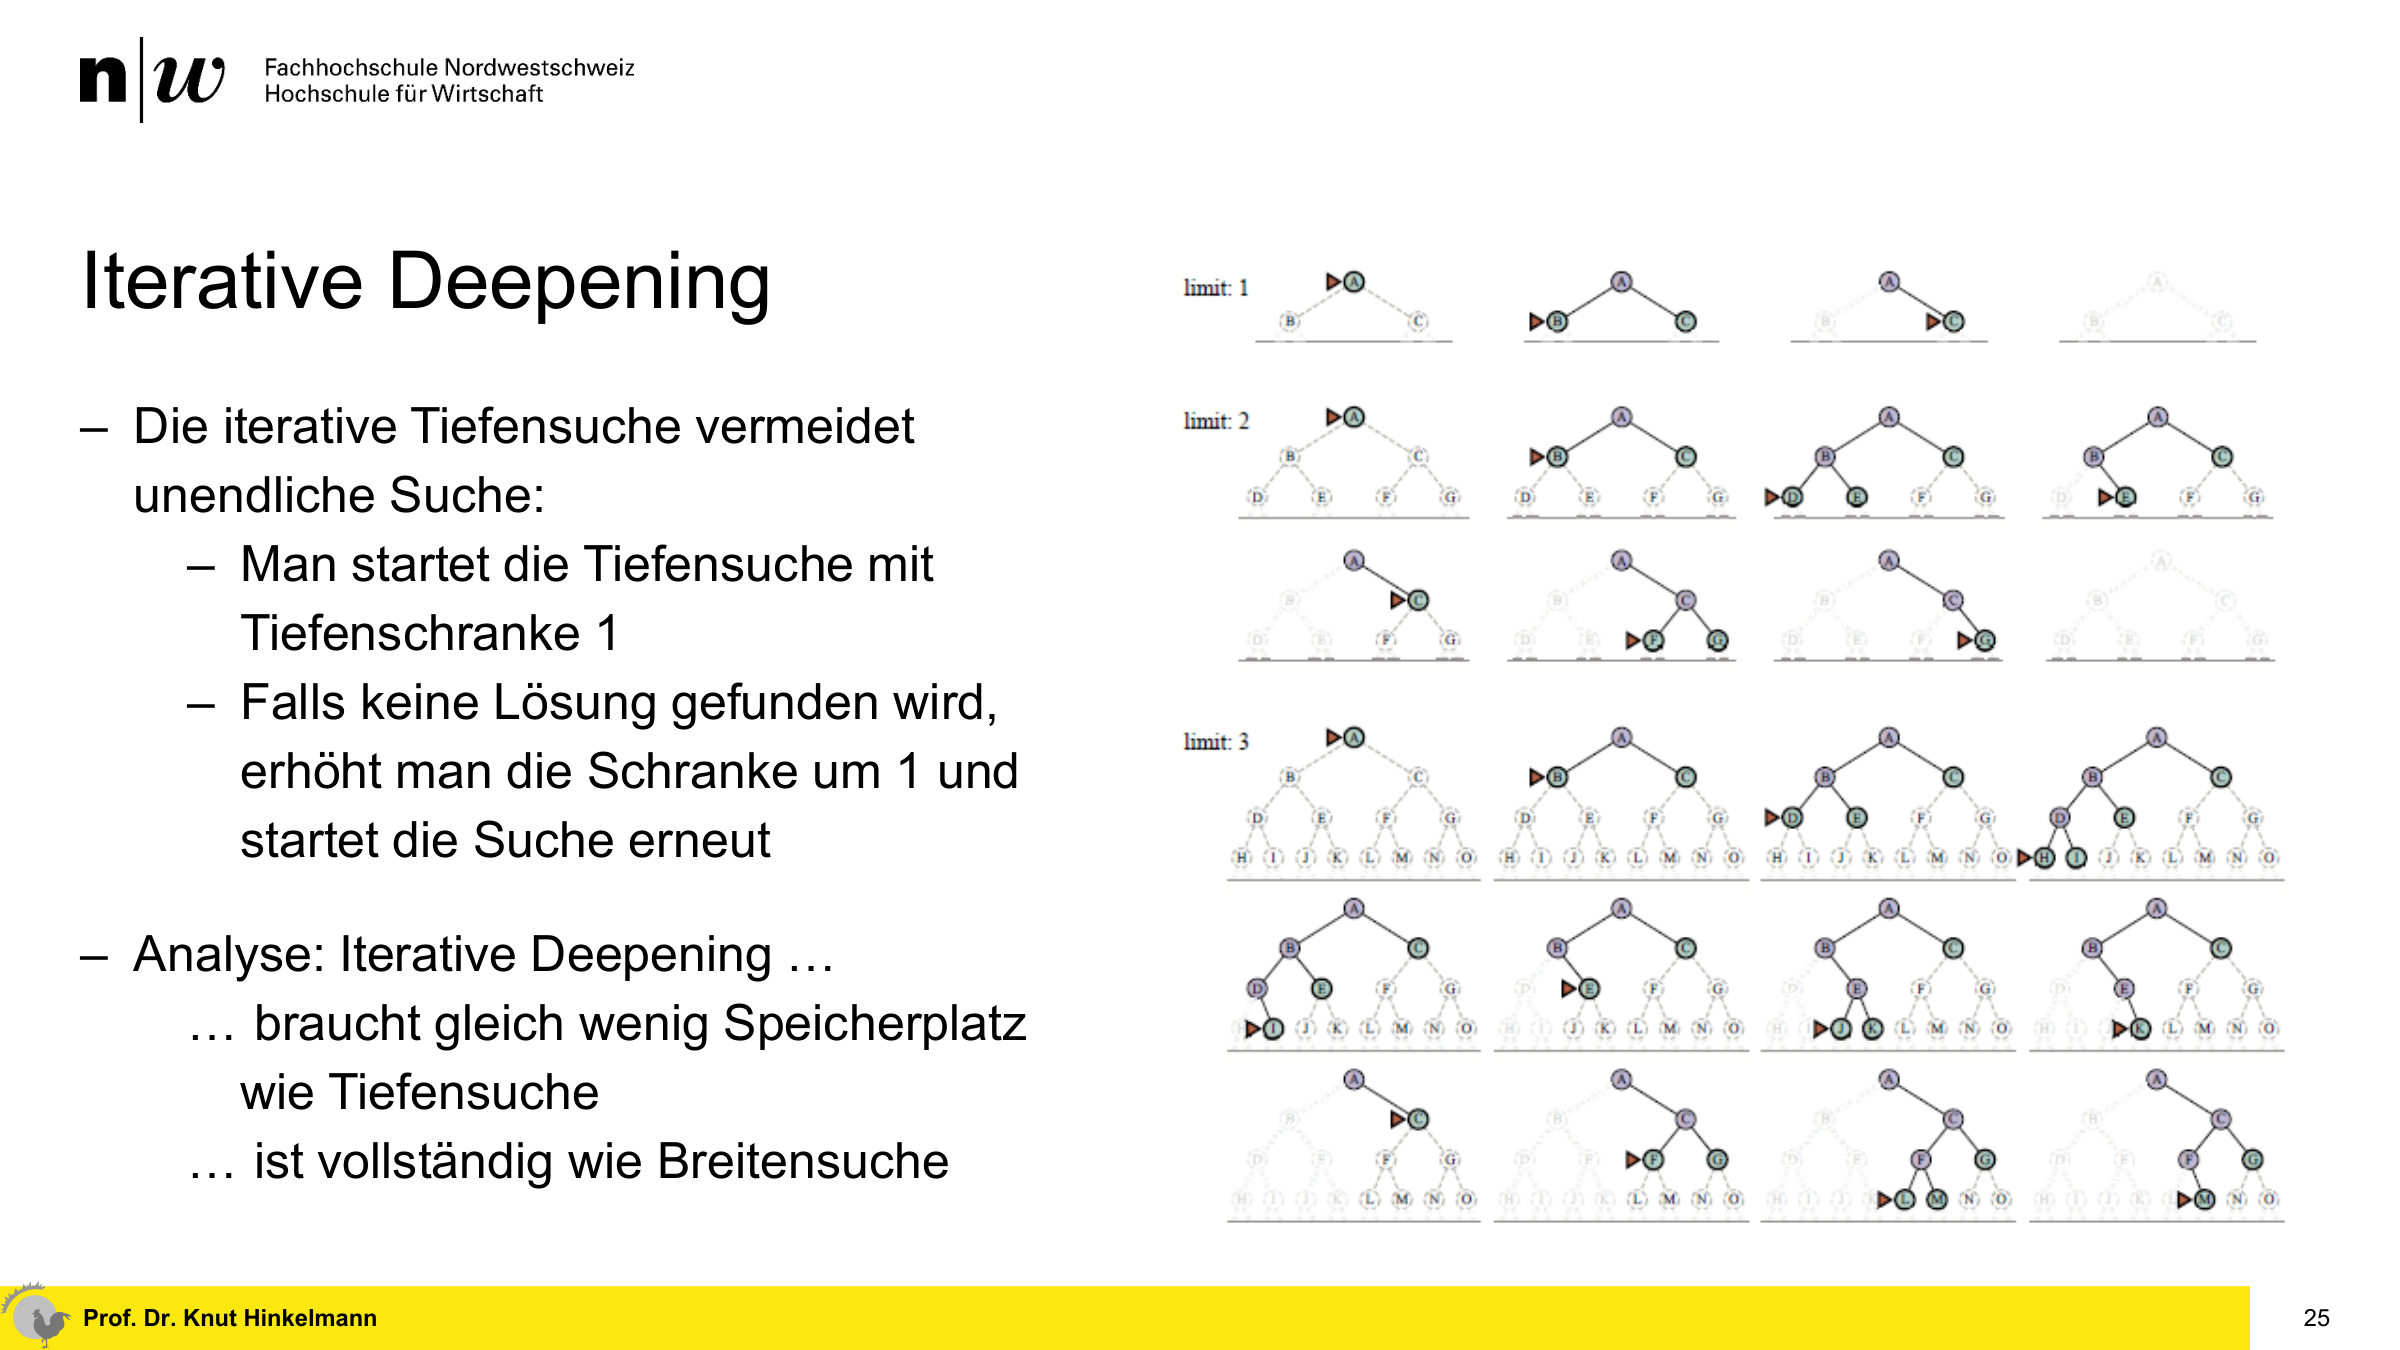 n|w
Fachhochschule Nordwestschweiz
Hochschule für Wirtschaft
Iterative Deepening
– Die iterative Tiefensuche vermeidet
unendliche Suche:
– Man startet die Tiefensuche mit
Tiefenschranke 1
– Falls keine Lösung gefunden wird,
erhöht man die Schranke um 1 und
startet die Suche erneut
– Analyse: Iterative Deepening …
… braucht gleich wenig Speicherplatz
wie Tiefensuche
… ist vollständig wie Breitensuche
limit: 1
A A A A
B C B C B C B C
limit: 2
A A A A
B C B C B C B C
D E F G D E F G D E F G D E F G
A A A A
B C B C B C B C
D E F G D E F G D E F G D E F G
limit: 3
A A A A
B C B C B C B C
D E F G D E F G D E F G D E F G
H I J K L M N O H I J K L M N O H I J K L M N O H I J K L M N O
A A A A
B C B C B C B C
D E F G D E F G D E F G D E F G
H I J K L M N O H I J K L M N O H I J K L M N O H I J K L M N O
A A A A
B C B C B C B C
D E F G D E F G D E F G D E F G
H I J K L M N O H I J K L M N O H I J K L M N O H I J K L M N O
Prof. Dr. Knut Hinkelmann
25